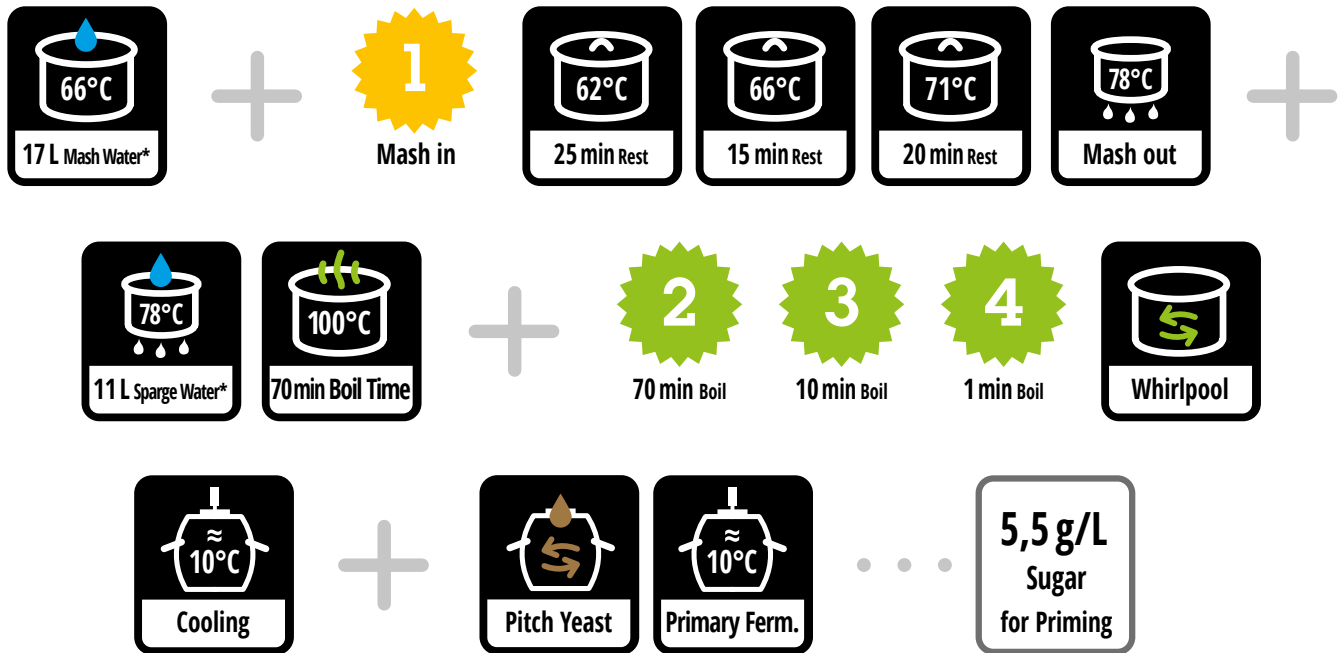 66°C
17 L Mash Water*
1
Mash in
62°C
25 min Rest
66°C
15 min Rest
71°C
20 min Rest
78°C
Mash out
78°C
11 L Sparge Water*
100°C
70 min Boil Time
2
70 min Boil
3
10 min Boil
4
1 min Boil
Whirlpool
≈
10°C
Cooling
Pitch Yeast
≈
10°C
Primary Ferm.
5,5 g/L
Sugar
for Priming